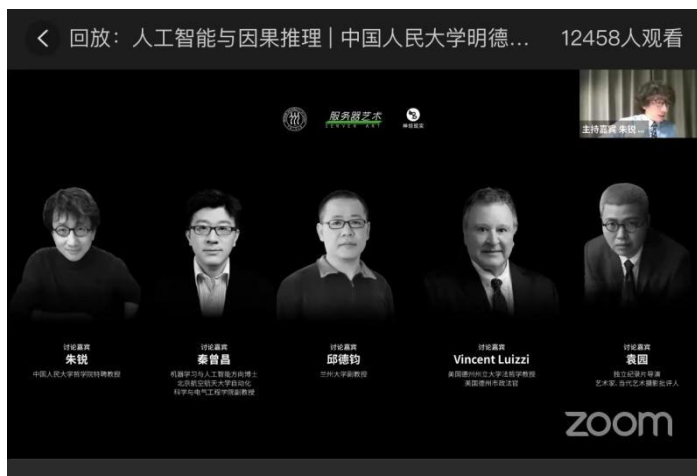 回放：人工智能与因果推理 | 中国人民大学明德... 12458人观看
服务器艺术
SERVER ART
神经现实
主持嘉宾 朱锐...
讨论嘉宾
朱锐
中国人民大学哲学院特聘教授
讨论嘉宾
秦曾昌
机器学习与人工智能方向博士
北京航空航天大学自动化
科学与电气工程学院副教授
讨论嘉宾
邱德钧
兰州大学副教授
讨论嘉宾
Vincent Luizzi
美国德州州立大学法哲学教授
美国德州市政法官
讨论嘉宾
袁园
独立纪录片导演
艺术家、当代艺术摄影批评人
zoom